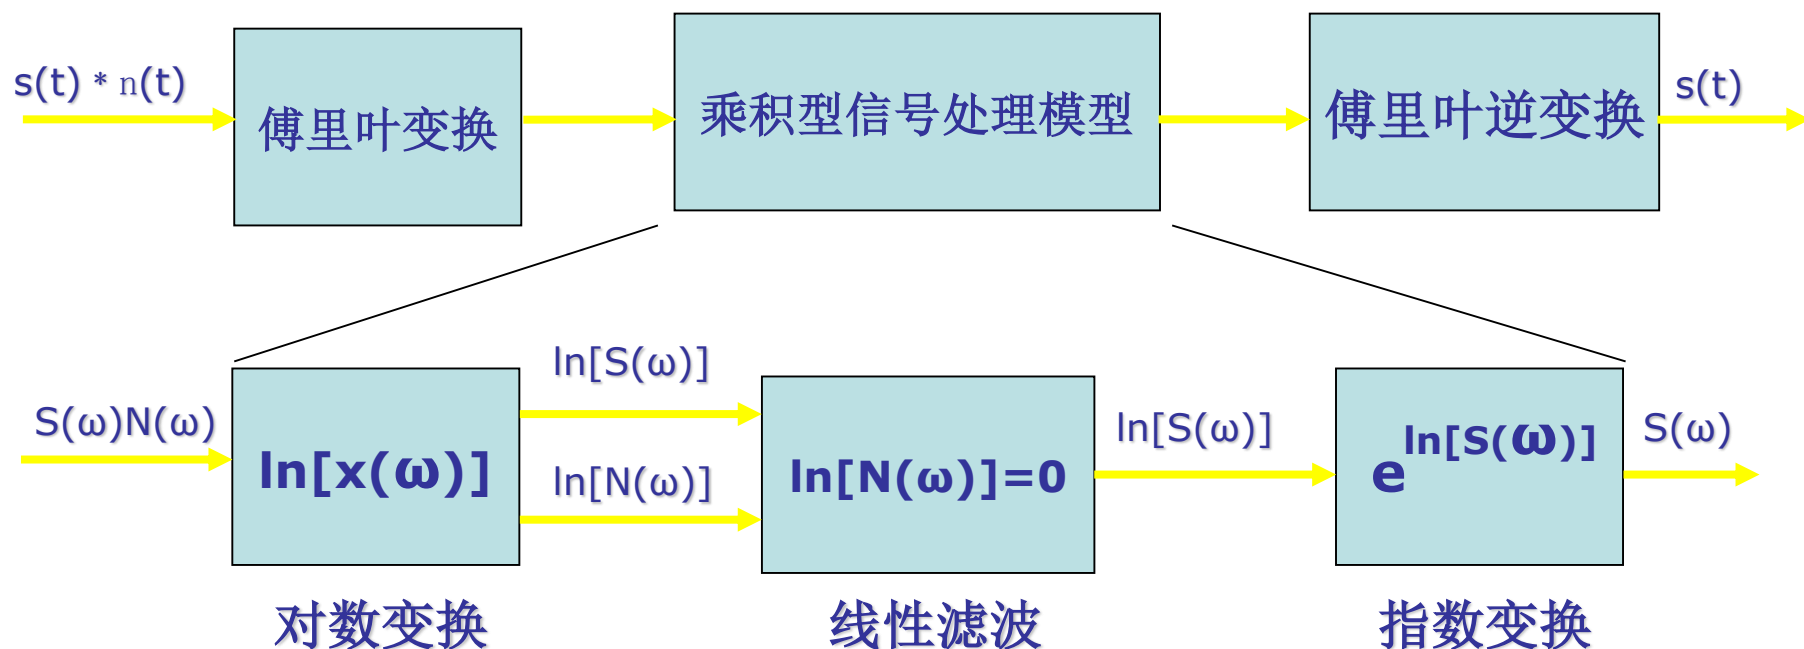 s(t) * n(t)
傅里叶变换
乘积型信号处理模型
傅里叶逆变换
s(t)
S(ω)N(ω)
ln[x(ω)]
ln[S(ω)]
ln[N(ω)]
ln[N(ω)]=0
ln[S(ω)]
e^ln[S(ω)]
S(ω)
对数变换
线性滤波
指数变换